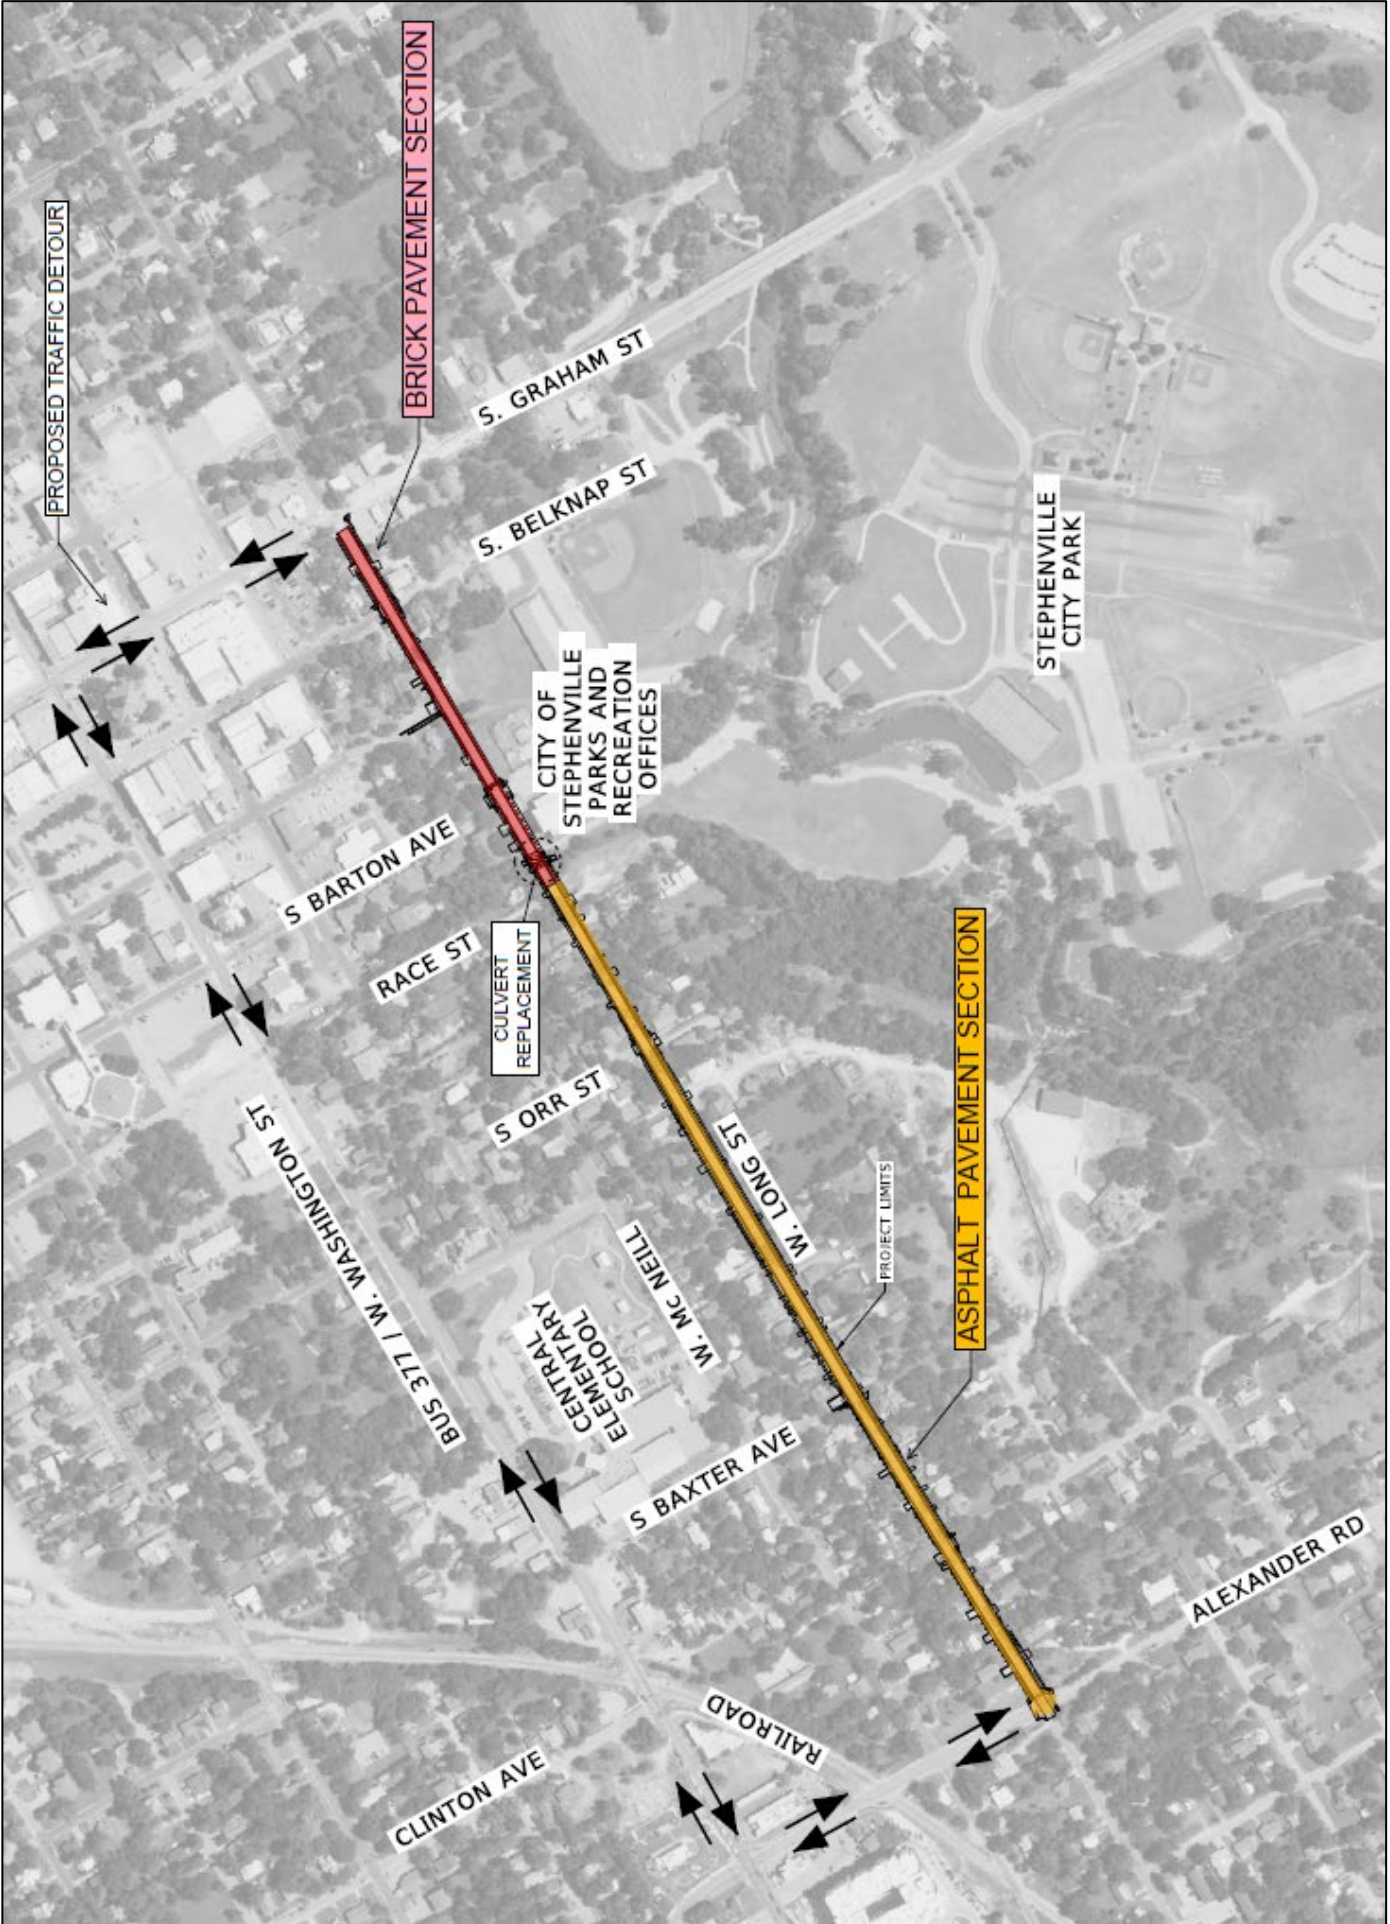 PROPOSED TRAFFIC DETOUR
BRICK PAVEMENT SECTION
S. GRAHAM ST
S. BELKNAP ST
STEPHENVILLE
CITY PARK
CITY OF
STEPHENVILLE
PARKS AND
RECREATION
OFFICES
S BARTON AVE
RACE ST
CULVERT
REPLACEMENT
S ORR ST
BUS 377 / W. WASHINGTON ST
W. LONG ST
W. Mc NEILL
CENTRAL
ELEMENTARY
SCHOOL
PROJECT LIMITS
ASPHALT PAVEMENT SECTION
S BAXTER AVE
ALEXANDER RD
RAILROAD
CLINTON AVE